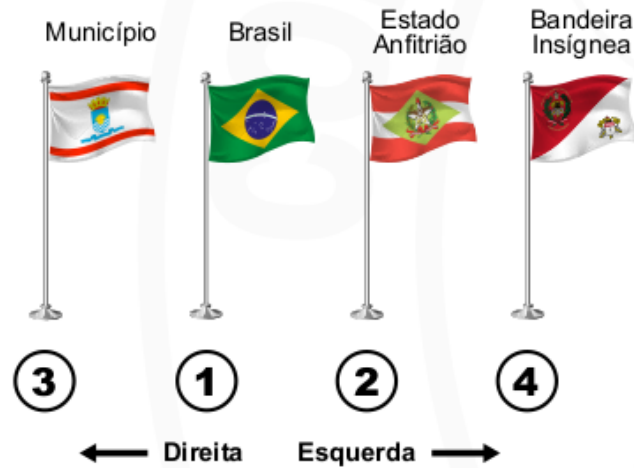 Município
Brasil
Estado
Anfitrião
Bandeira
Insígnea
3
1
2
4
Direita
Esquerda